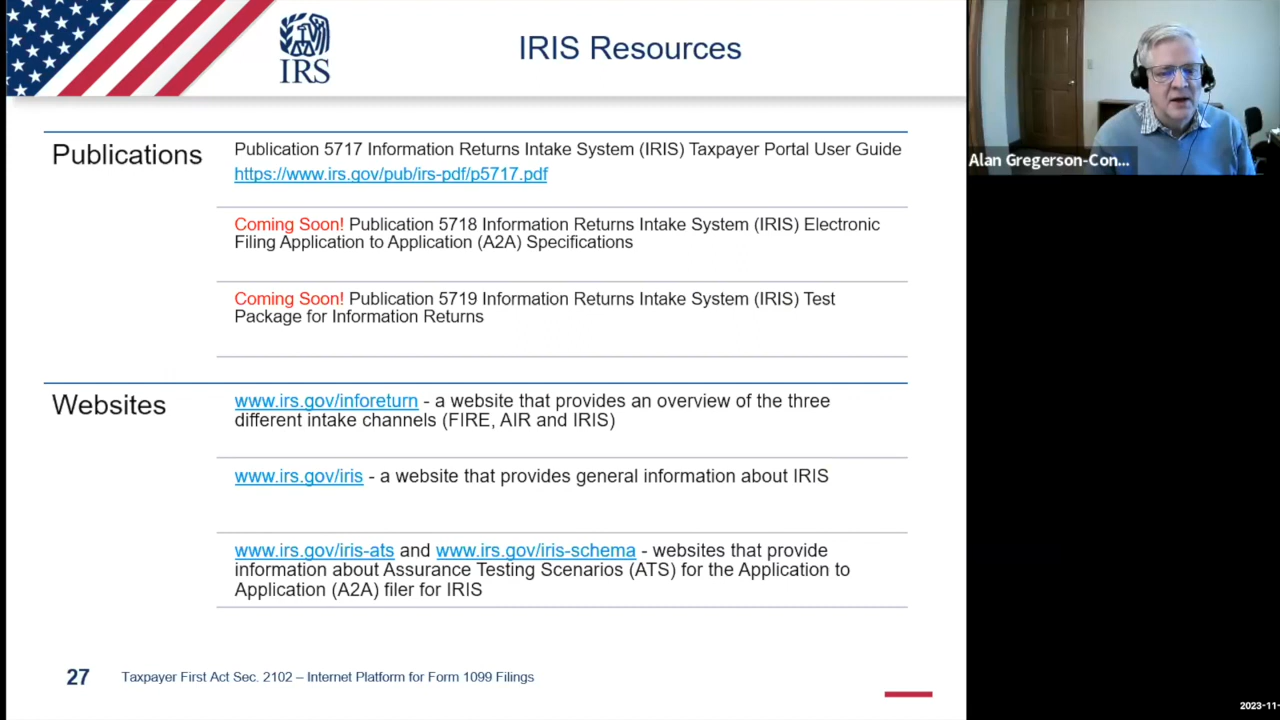 IRS
IRIS Resources
Publications
Publication 5717 Information Returns Intake System (IRIS) Taxpayer Portal User Guide
https://www.irs.gov/pub/irs-pdf/p5717.pdf
Coming Soon! Publication 5718 Information Returns Intake System (IRIS) Electronic
Filing Application to Application (A2A) Specifications
Coming Soon! Publication 5719 Information Returns Intake System (IRIS) Test
Package for Information Returns
Websites
www.irs.gov/inforeturn - a website that provides an overview of the three
different intake channels (FIRE, AIR and IRIS)
www.irs.gov/iris - a website that provides general information about IRIS
www.irs.gov/iris-ats and www.irs.gov/iris-schema - websites that provide
information about Assurance Testing Scenarios (ATS) for the Application to
Application (A2A) filer for IRIS
27 Taxpayer First Act Sec. 2102 – Internet Platform for Form 1099 Filings
Alan Gregerson-Con...
2023-11-